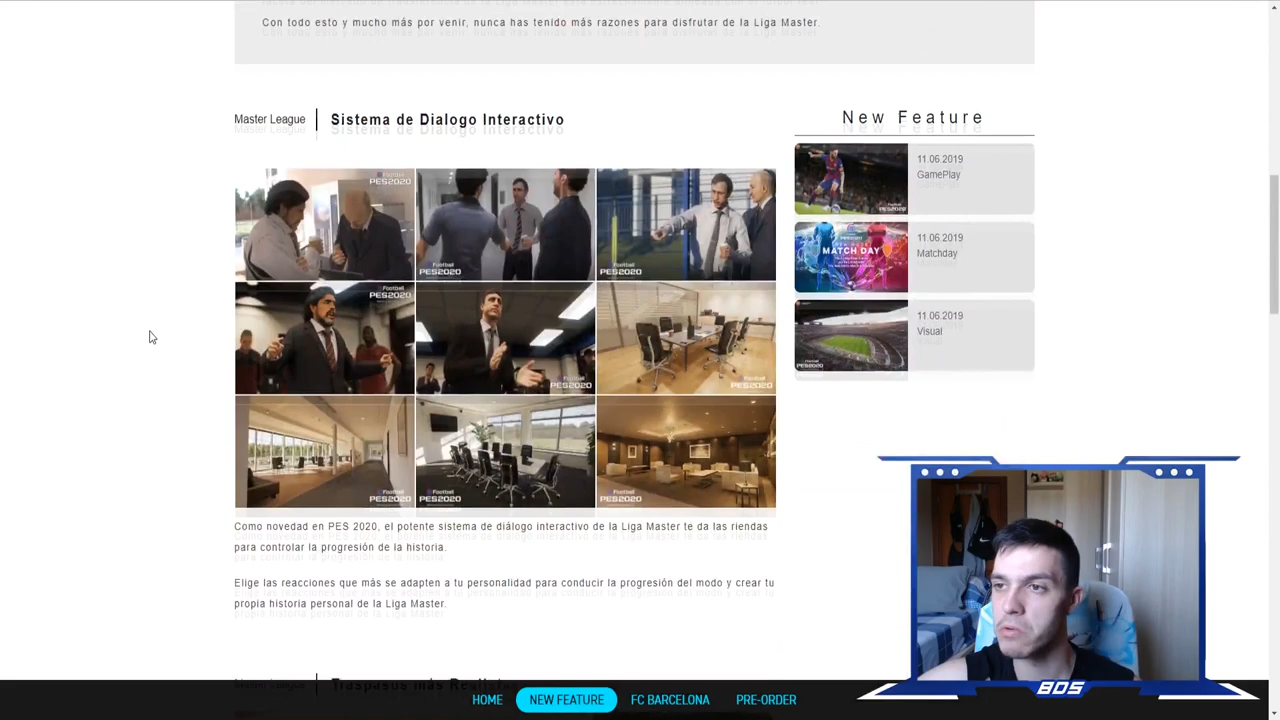 Con todo esto y mucho más por venir, nunca has tenido más razones para disfrutar de la Liga Master.
Master League | Sistema de Dialogo Interactivo
New Feature
11.06.2019
GamePlay
11.06.2019
Matchday
11.06.2019
Visual
PES2020
PES2020
PES2020
PES2020
PES2020
PES2020
PES2020
PES2020
PES2020
MATCH DAY
Como novedad en PES 2020, el potente sistema de diálogo interactivo de la Liga Master te da las riendas
para controlar la progresión de la historia.
Elige las reacciones que más se adapten a tu personalidad para conducir la progresión del modo y crear tu
propia historia personal de la Liga Master.
Master League | Traspasos más Realistas
HOME NEW FEATURE FC BARCELONA PRE-ORDER
BDS